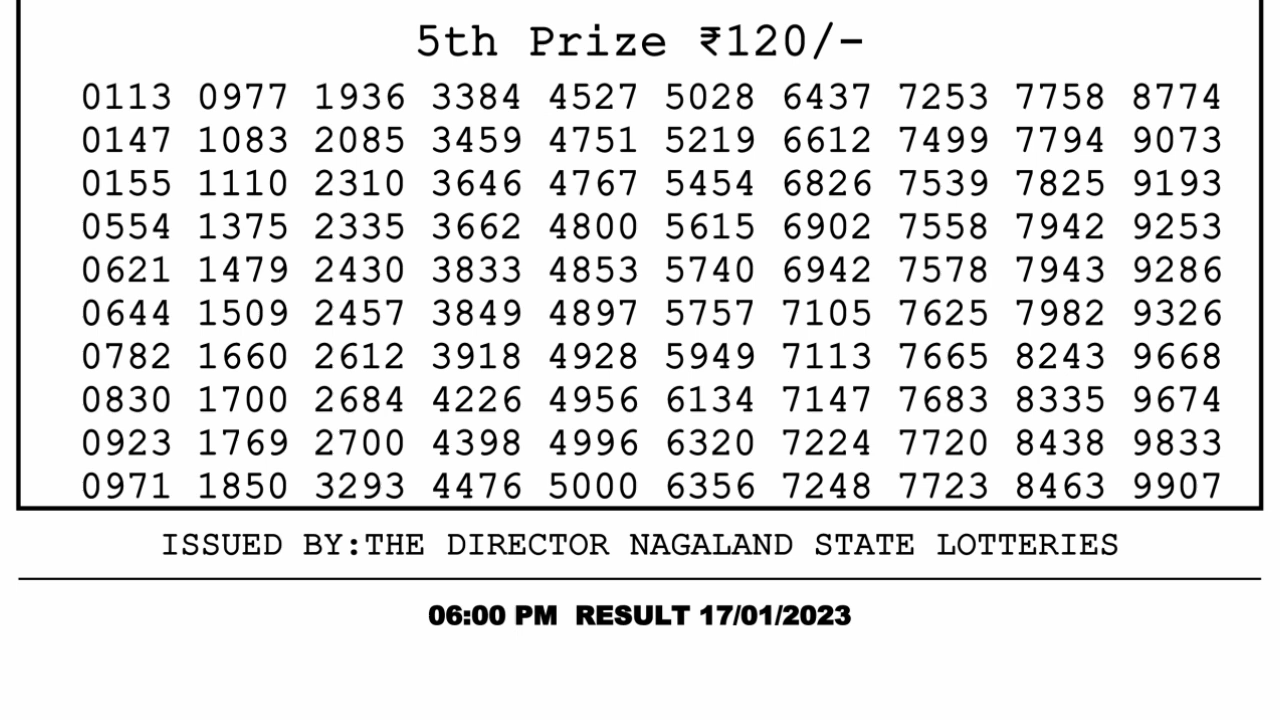 5th Prize ₹120/-
0113 0977 1936 3384 4527 5028 6437 7253 7758 8774
0147 1083 2085 3459 4751 5219 6612 7499 7794 9073
0155 1110 2310 3646 4767 5454 6826 7539 7825 9193
0554 1375 2335 3662 4800 5615 6902 7558 7942 9253
0621 1479 2430 3833 4853 5740 6942 7578 7943 9286
0644 1509 2457 3849 4897 5757 7105 7625 7982 9326
0782 1660 2612 3918 4928 5949 7113 7665 8243 9668
0830 1700 2684 4226 4956 6134 7147 7683 8335 9674
0923 1769 2700 4398 4996 6320 7224 7720 8438 9833
0971 1850 3293 4476 5000 6356 7248 7723 8463 9907
ISSUED BY:THE DIRECTOR NAGALAND STATE LOTTERIES
06:00 PM RESULT 17/01/2023